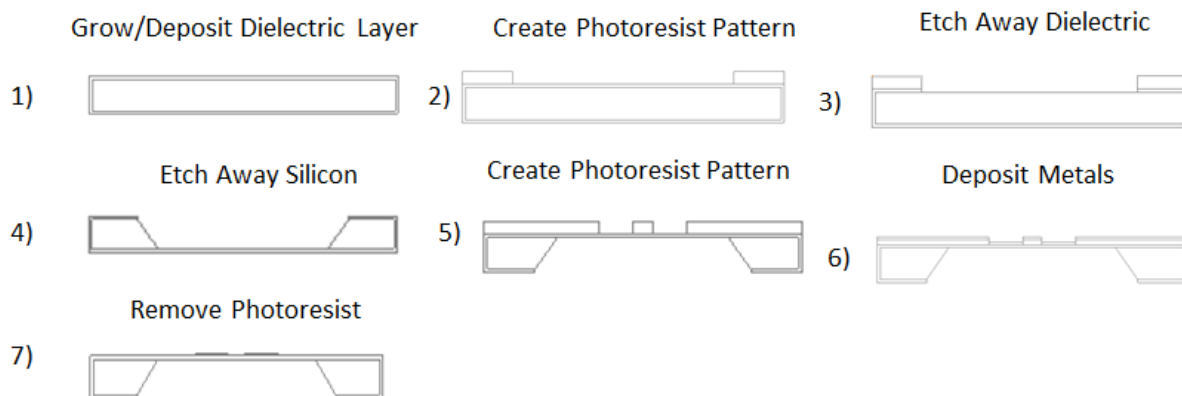 Grow/Deposit Dielectric Layer
Create Photoresist Pattern
Etch Away Dielectric
1)
2)
3)
Etch Away Silicon
Create Photoresist Pattern
Deposit Metals
4)
5)
6)
Remove Photoresist
7)